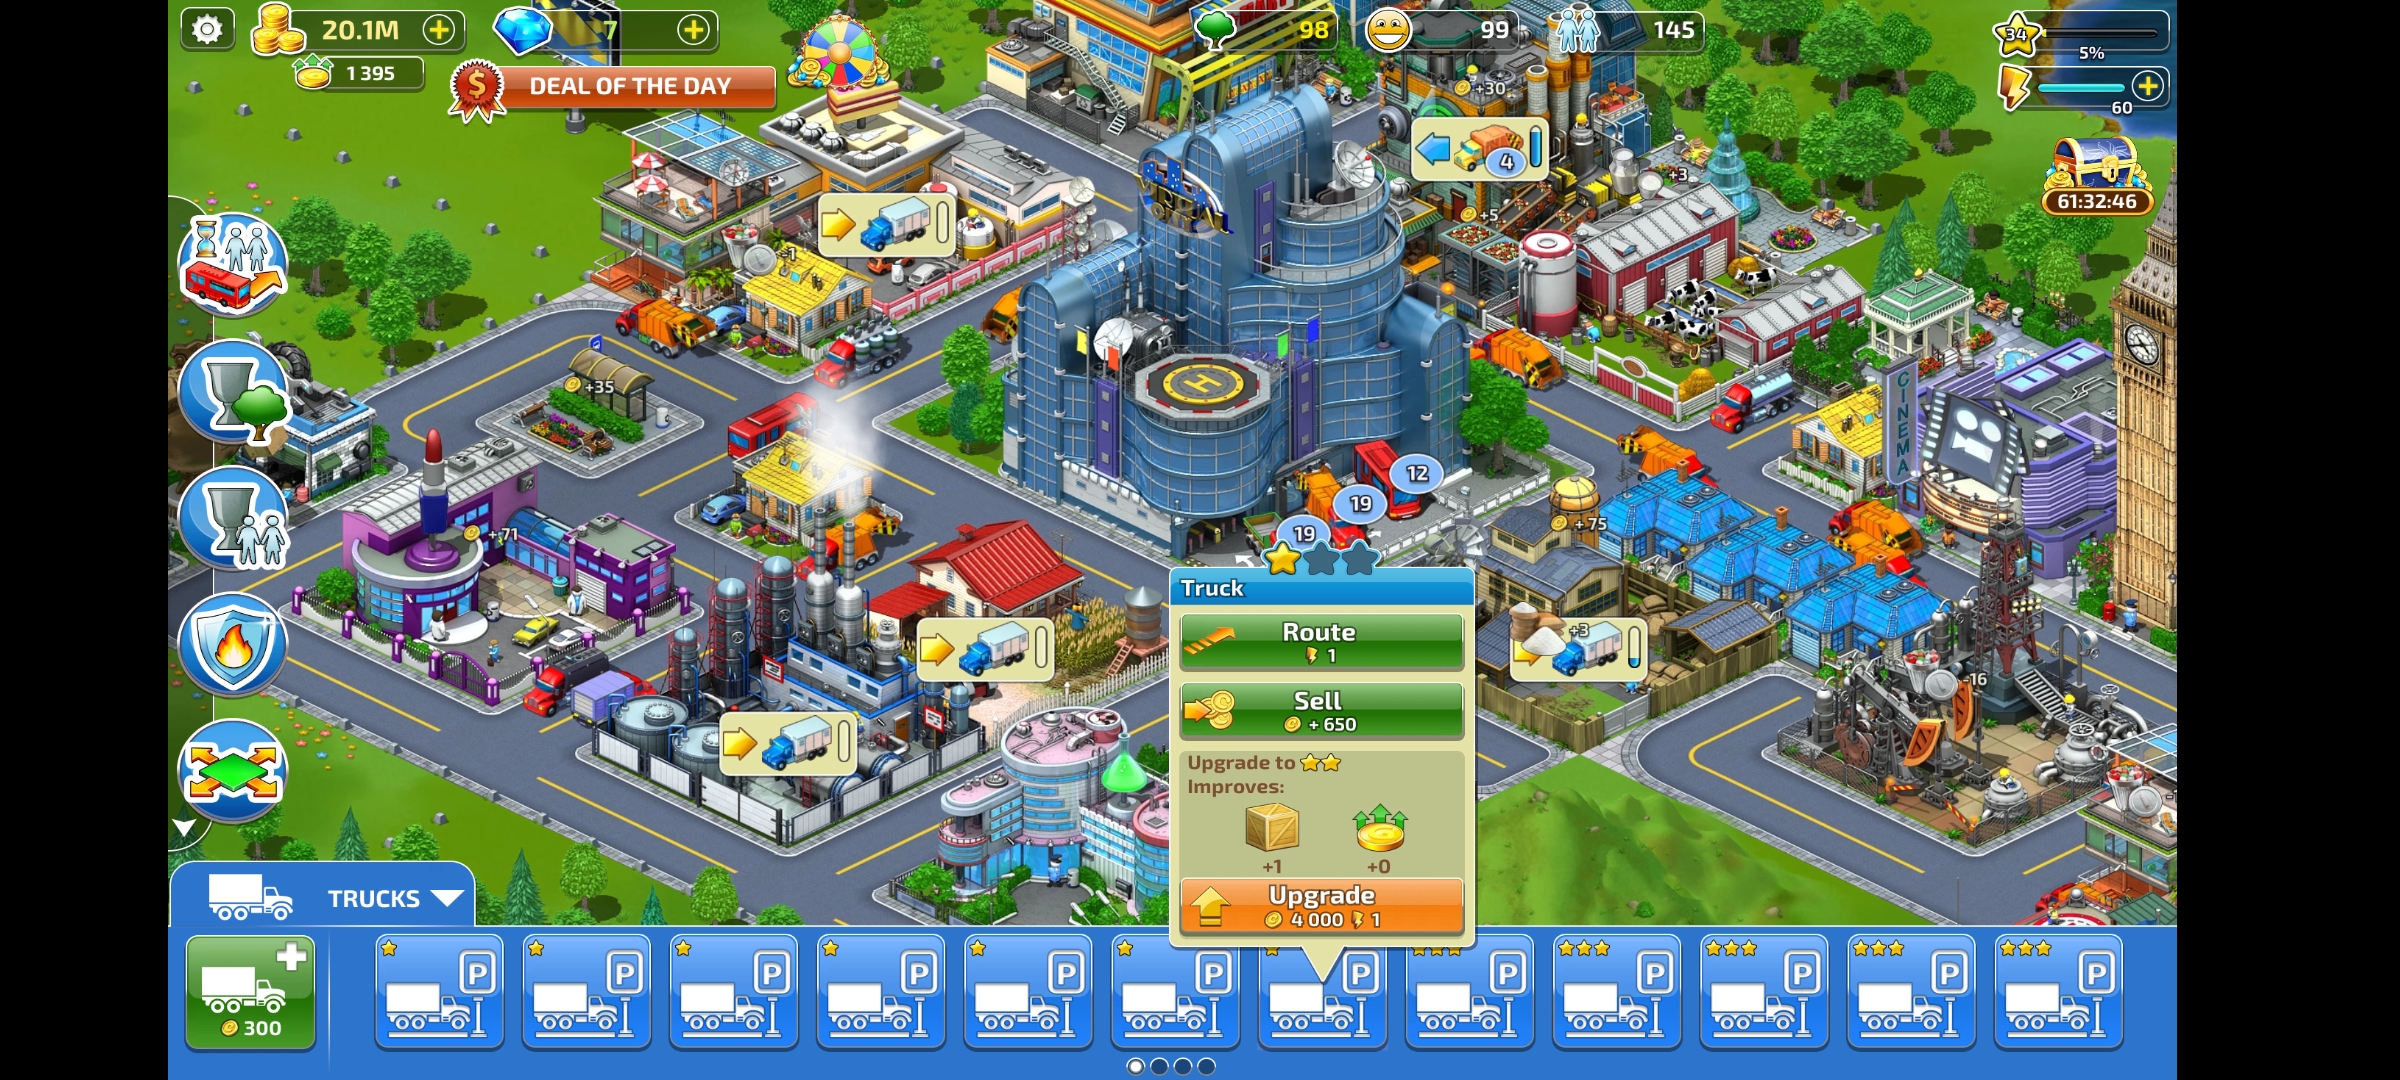 20.1M
7
98
99
145
34
5%
1 395
DEAL OF THE DAY
60
+30
4
+3
+5
61:32:46
-1
+35
CINEMA
12
19
19
+71
+75
+3
-16
Truck
Route
1
Sell
+ 650
Upgrade to
Improves:
+1
+0
Upgrade
4 000 1
TRUCKS
300
P
P
P
P
P
P
P
P
P
P
P
P
H